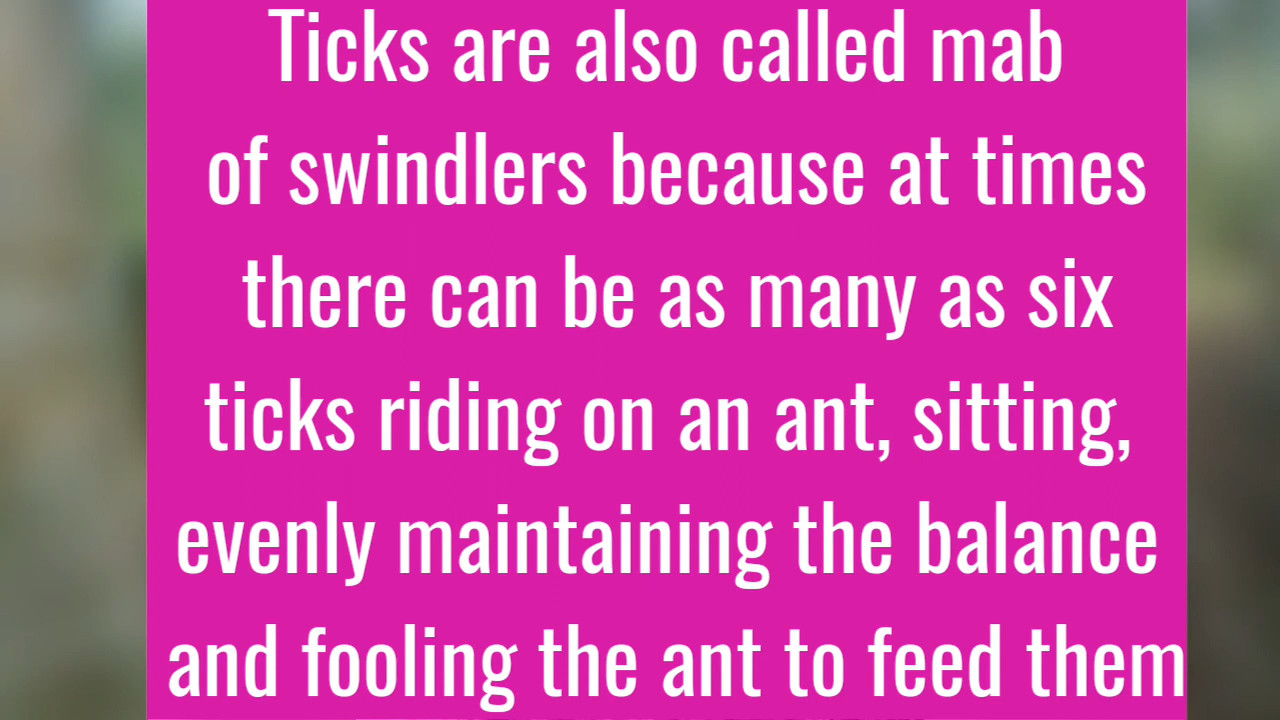 Ticks are also called mab
of swindlers because at times
there can be as many as six
ticks riding on an ant, sitting,
evenly maintaining the balance
and fooling the ant to feed them